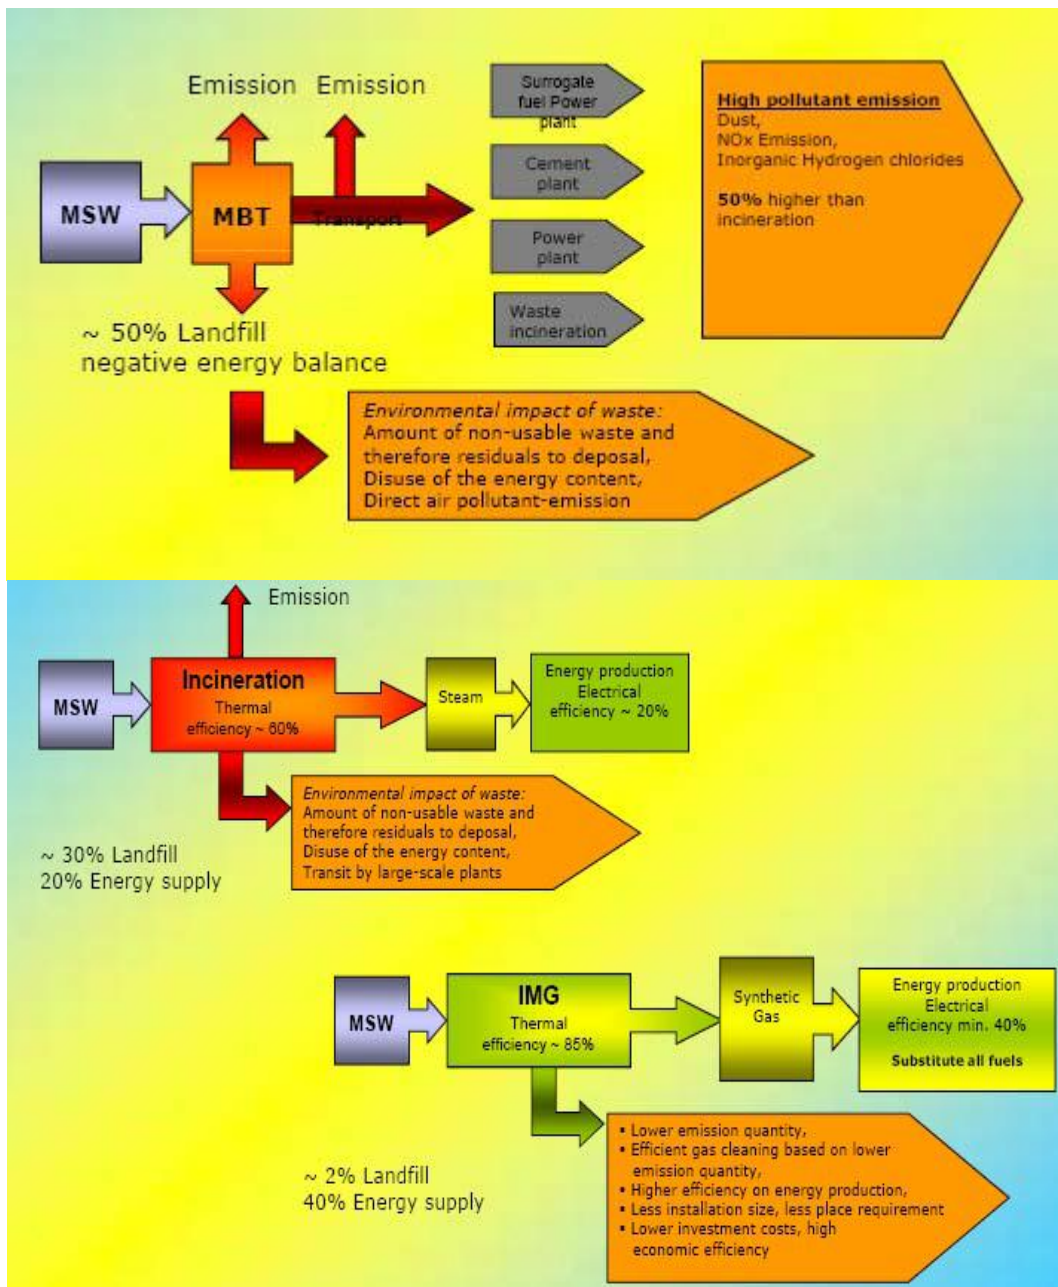 Emission Emission
MSW
MBT
Transport
~ 50% Landfill
negative energy balance
Surrogate
fuel Power
plant
Cement
plant
Power
plant
Waste
incineration
High pollutant emission
Dust,
NOx Emission,
Inorganic Hydrogen chlorides
50% higher than
incineration
Environmental impact of waste:
Amount of non-usable waste and
therefore residuals to deposal,
Disuse of the energy content,
Direct air pollutant-emission
Emission
MSW
Incineration
Thermal
efficiency ~ 60%
Steam
Energy production
Electrical
efficiency ~ 20%
Environmental impact of waste:
Amount of non-usable waste and
therefore residuals to deposal,
Disuse of the energy content,
Transit by large-scale plants
~ 30% Landfill
20% Energy supply
MSW
IMG
Thermal
efficiency ~ 85%
Synthetic
Gas
Energy production
Electrical
efficiency min. 40%
Substitute all fuels
▪ Lower emission quantity,
▪ Efficient gas cleaning based on lower
emission quantity,
▪ Higher efficiency on energy production,
▪ Less installation size, less place requirement
▪ Lower investment costs, high
economic efficiency
~ 2% Landfill
40% Energy supply